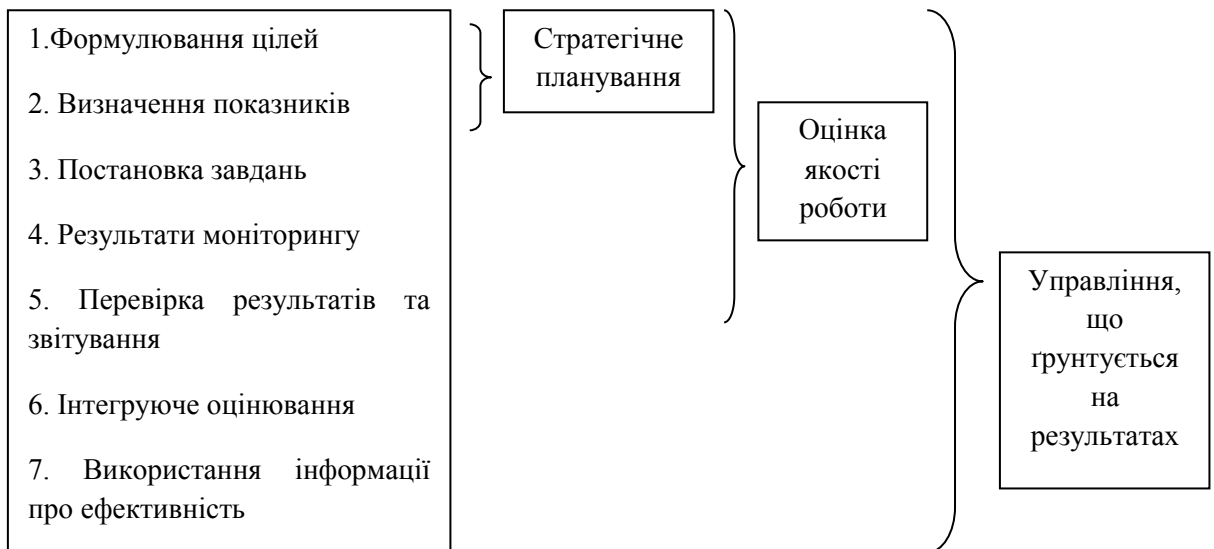 1.Формулювання цілей
2. Визначення показників
3. Постановка завдань
4. Результати моніторингу
5. Перевірка результатів та
звітування
6. Інтегруюче оцінювання
7. Використання інформації
про ефективність
Стратегічне
планування
Оцінка
якості
роботи
Управління,
що
ґрунтується
на
результатах